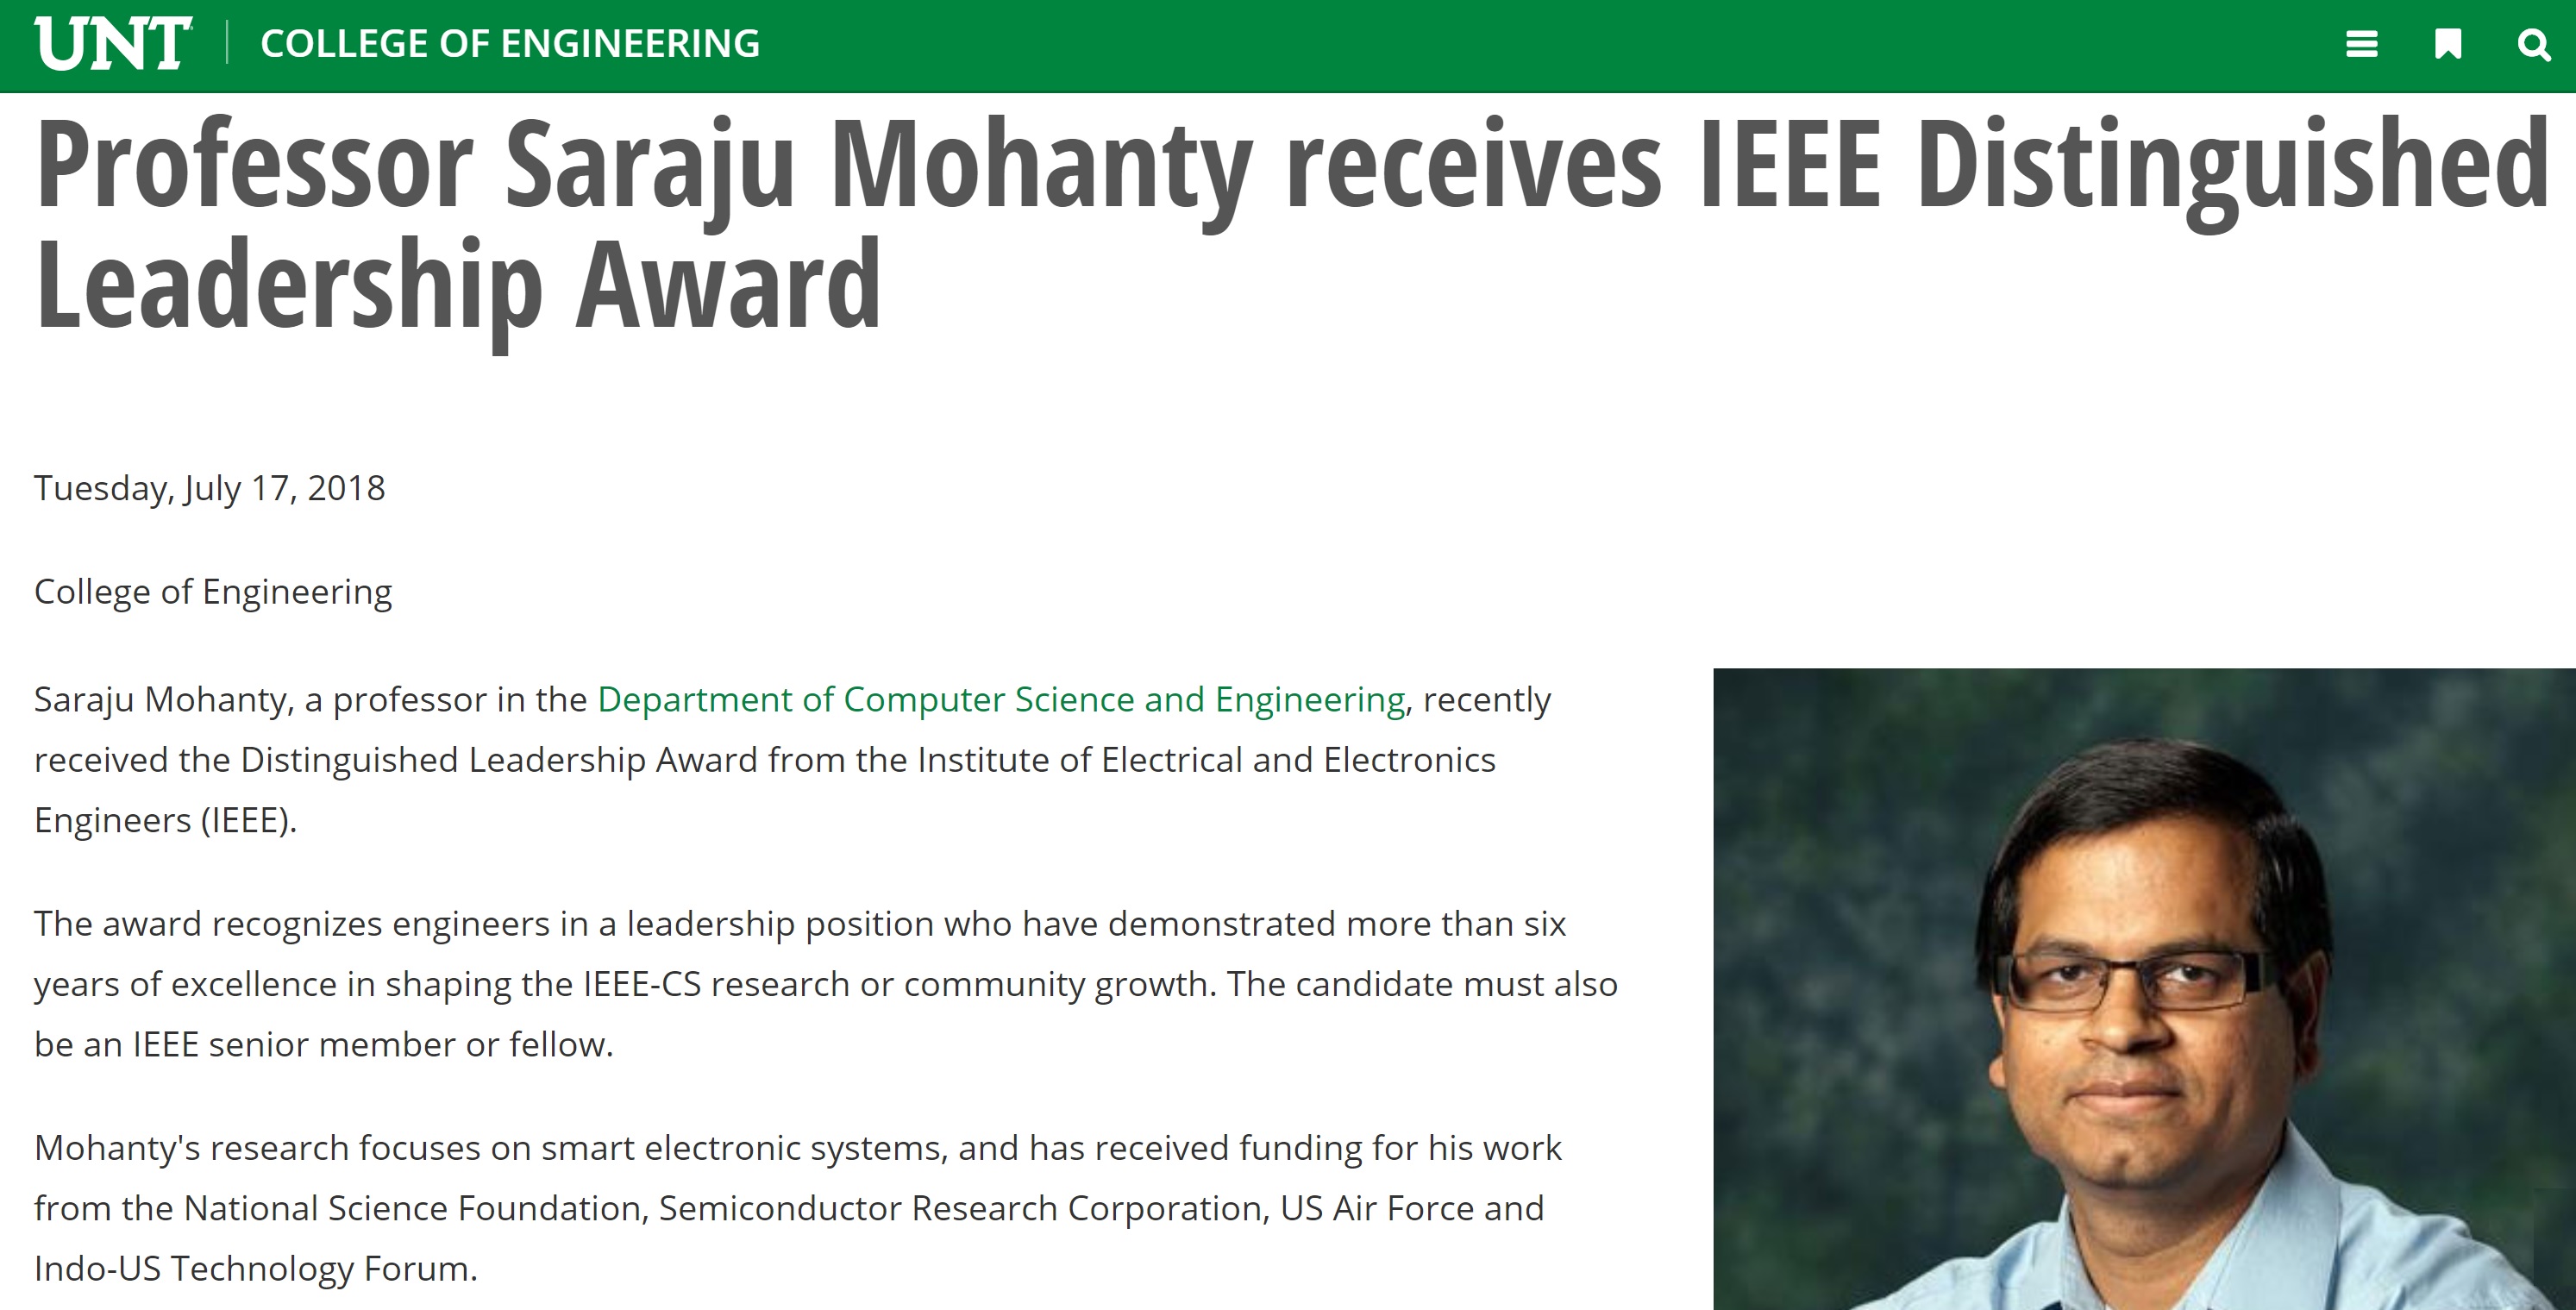 UNT COLLEGE OF ENGINEERING
Professor Saraju Mohanty receives IEEE Distinguished
Leadership Award
Tuesday, July 17, 2018
College of Engineering
Saraju Mohanty, a professor in the Department of Computer Science and Engineering, recently
received the Distinguished Leadership Award from the Institute of Electrical and Electronics
Engineers (IEEE).
The award recognizes engineers in a leadership position who have demonstrated more than six
years of excellence in shaping the IEEE-CS research or community growth. The candidate must also
be an IEEE senior member or fellow.
Mohanty's research focuses on smart electronic systems, and has received funding for his work
from the National Science Foundation, Semiconductor Research Corporation, US Air Force and
Indo-US Technology Forum.